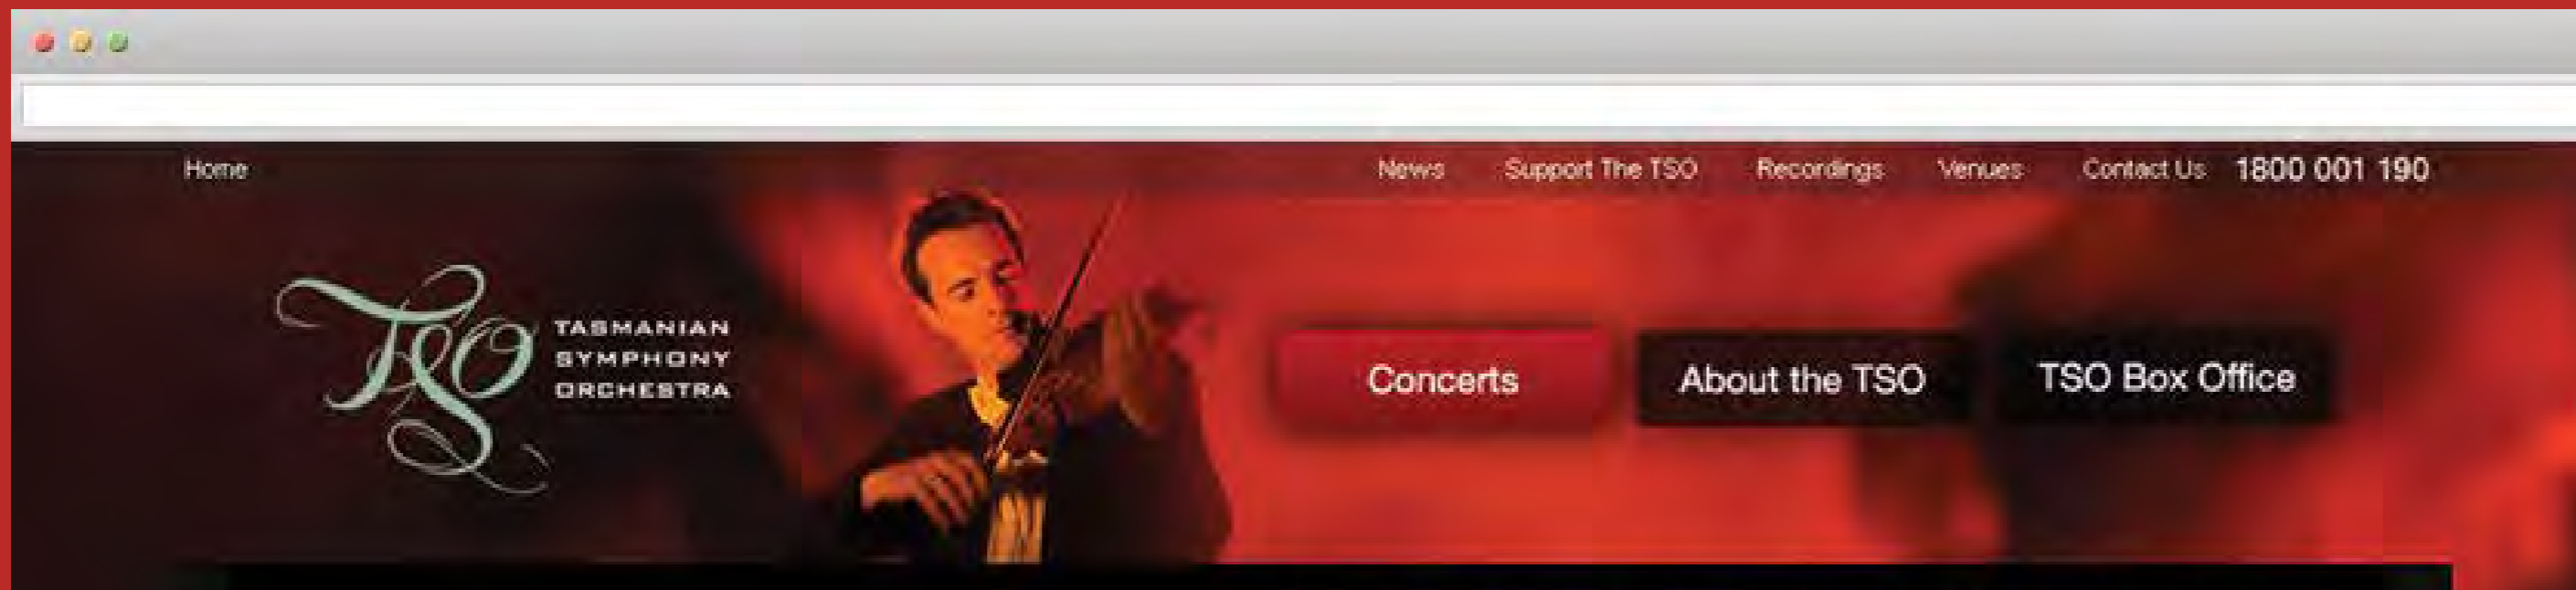 Home
News
Support The TSO
Recordings
Venues
Contact Us
1800 001 190
TSO
TASMANIAN
SYMPHONY
ORCHESTRA
Concerts
About the TSO
TSO Box Office